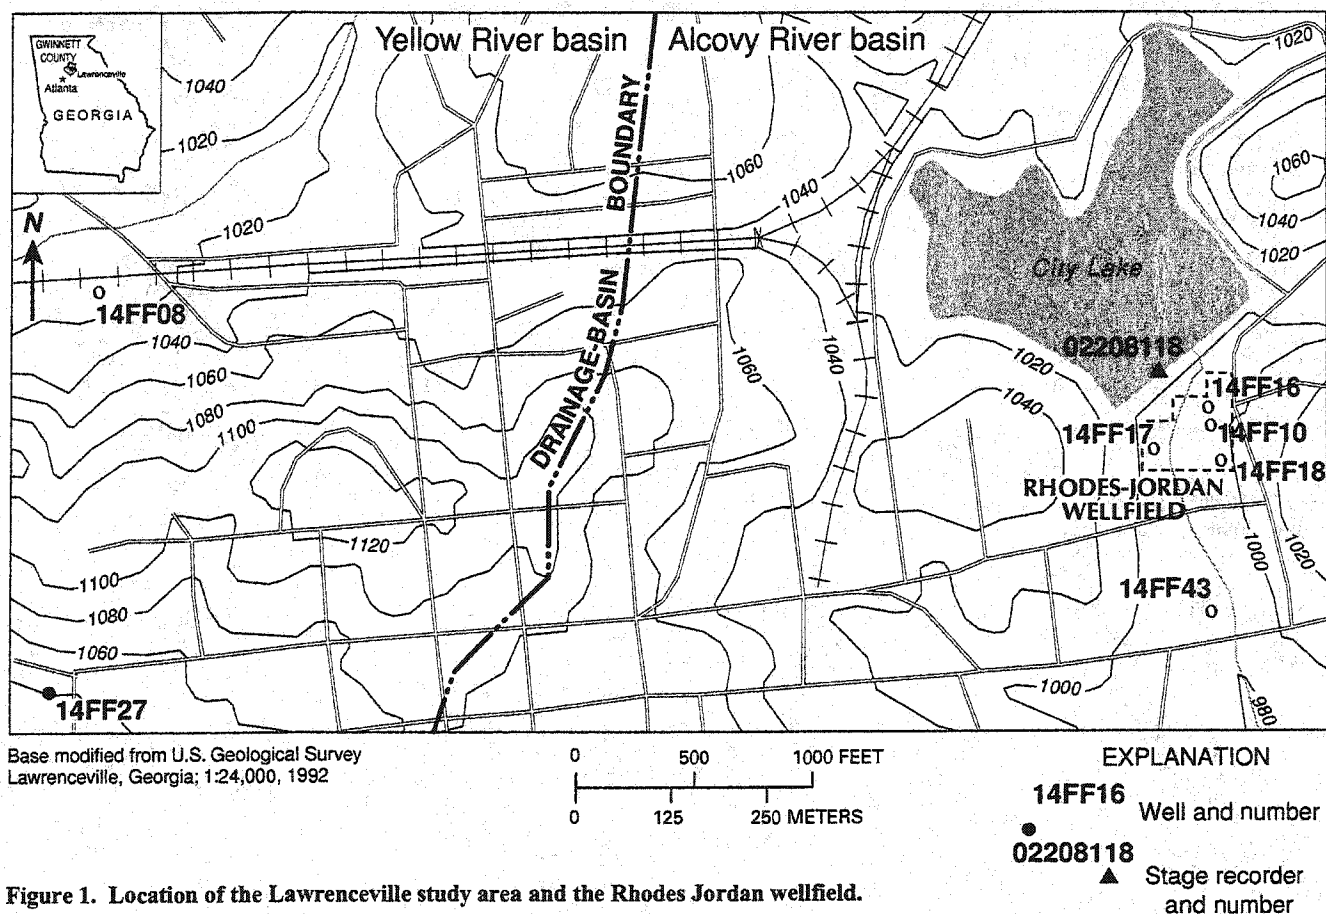 GWINNETT
COUNTY
Lawrenceville
Atlanta
GEORGIA
Yellow River basin
Alcovy River basin
1020
1040
1020
1060
1040
1020
1060
1040
1020
DRAINAGE-BASIN BOUNDARY
N
City Lake
14FF08
1040
1060
1080
1100
1060
1040
1020
1040
02208118
14FF16
14FF17
14FF10
14FF18
RHODES-JORDAN
WELLFIELD
1120
1100
1080
1060
1000
1020
14FF43
1000
980
14FF27
Base modified from U.S. Geological Survey
Lawrenceville, Georgia; 1:24,000, 1992
0 500 1000 FEET
0 125 250 METERS
EXPLANATION
14FF16
Well and number
02208118
Stage recorder
and number
Figure 1. Location of the Lawrenceville study area and the Rhodes Jordan wellfield.